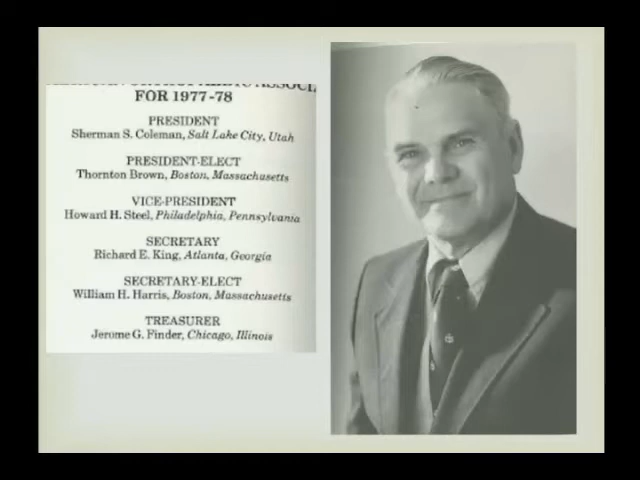 FOR 1977-78
PRESIDENT
Sherman S. Coleman, Salt Lake City, Utah
PRESIDENT-ELECT
Thornton Brown, Boston, Massachusetts
VICE-PRESIDENT
Howard H. Steel, Philadelphia, Pennsylvania
SECRETARY
Richard E. King, Atlanta, Georgia
SECRETARY-ELECT
William H. Harris, Boston, Massachusetts
TREASURER
Jerome G. Finder, Chicago, Illinois